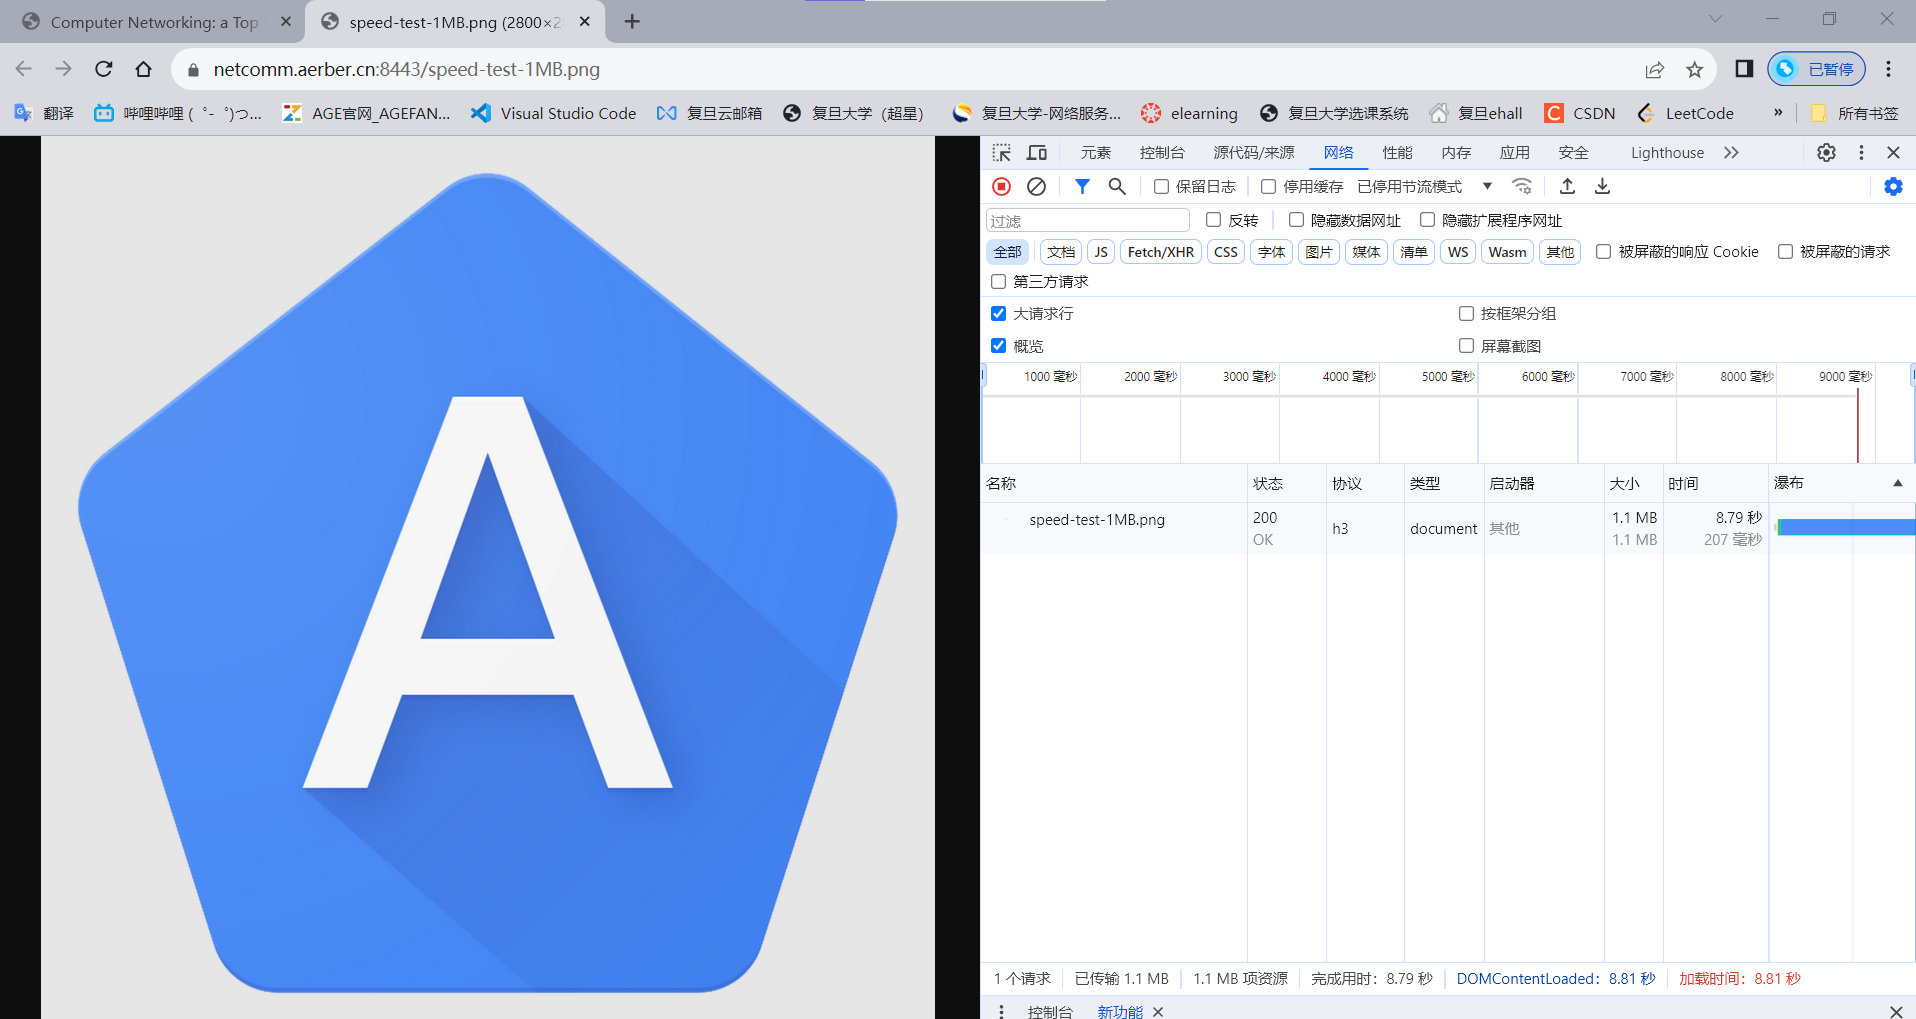 Computer Networking: a Top
speed-test-1MB.png (2800×2
netcomm.aerber.cn:8443/speed-test-1MB.png
已暂停
翻译
哔哩哔哩 (゜-゜)つ...
AGE官网_AGEFAN...
Visual Studio Code
复旦云邮箱
复旦大学（超星）
复旦大学-网络服务...
elearning
复旦大学选课系统
复旦ehall
CSDN
LeetCode
»
所有书签
A
元素 控制台 源代码/来源 网络 性能 内存 应用 安全 Lighthouse
保留日志 停用缓存 已停用节流模式
过滤 反转 隐藏数据网址 隐藏扩展程序网址
全部 文档 JS Fetch/XHR CSS 字体 图片 媒体 清单 WS Wasm 其他 被屏蔽的响应 Cookie 被屏蔽的请求
第三方请求
大请求行 按框架分组
概览 屏幕截图
1000 毫秒 2000 毫秒 3000 毫秒 4000 毫秒 5000 毫秒 6000 毫秒 7000 毫秒 8000 毫秒 9000 毫秒
名称 状态 协议 类型 启动器 大小 时间 瀑布
speed-test-1MB.png 200 h3 document 其他 1.1 MB 8.79 秒
OK 1.1 MB 207 毫秒
1 个请求 已传输 1.1 MB 1.1 MB 项资源 完成用时：8.79 秒 DOMContentLoaded：8.81 秒 加载时间：8.81 秒
控制台 新功能